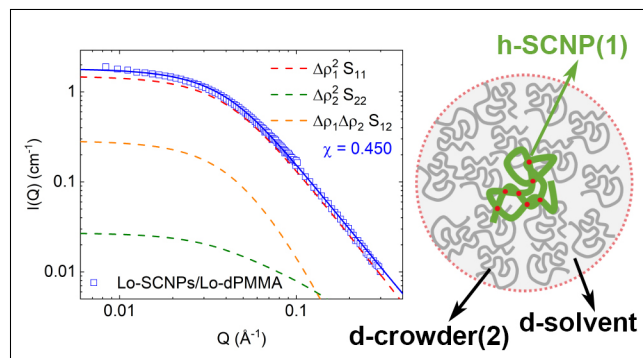 h-SCNP(1)
I(Q) (cm⁻¹)
1
0.1
0.01
Δρ₁² S₁₁
Δρ₂² S₂₂
Δρ₁Δρ₂ S₁₂
χ = 0.450
Lo-SCNPs/Lo-dPMMA
0.01
0.1
Q (Å⁻¹)
d-solvent
d-crowder(2)